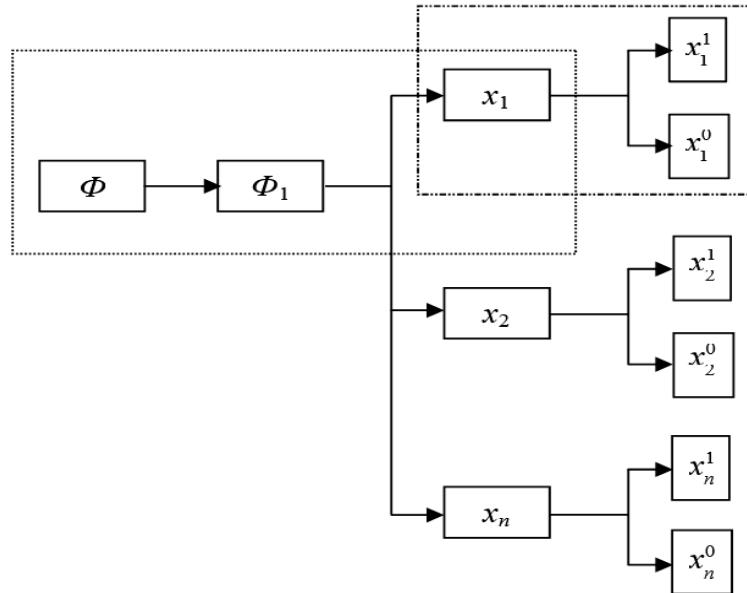 x₁¹
x₁
x₁⁰
Φ
Φ₁
x₂¹
x₂
x₂⁰
xₙ¹
xₙ
xₙ⁰